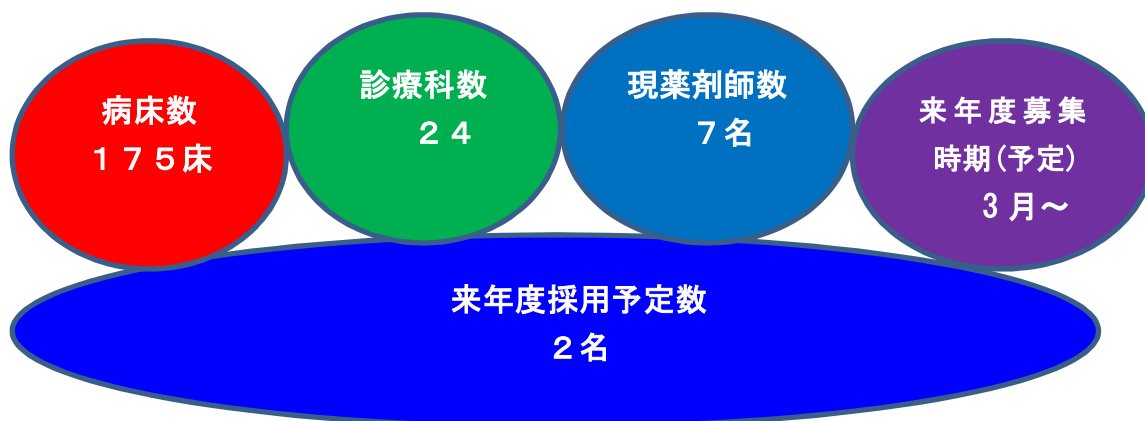 病床数
１７５床
診療科数
２４
現薬剤師数
７名
来年度募集
時期(予定)
3月～
来年度採用予定数
２名